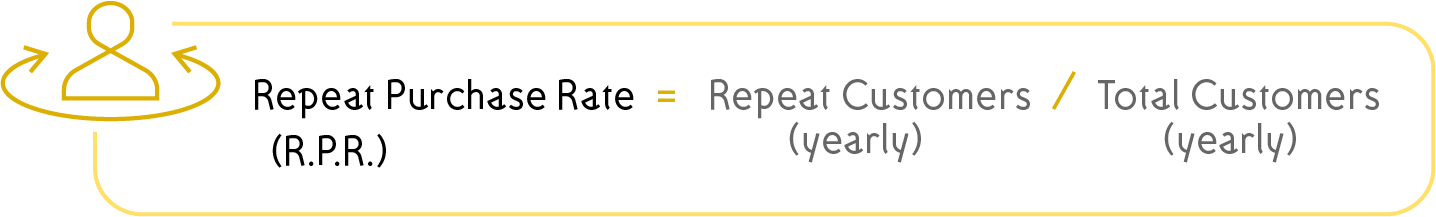 Repeat Purchase Rate = Repeat Customers / Total Customers
(R.P.R.) (yearly) (yearly)